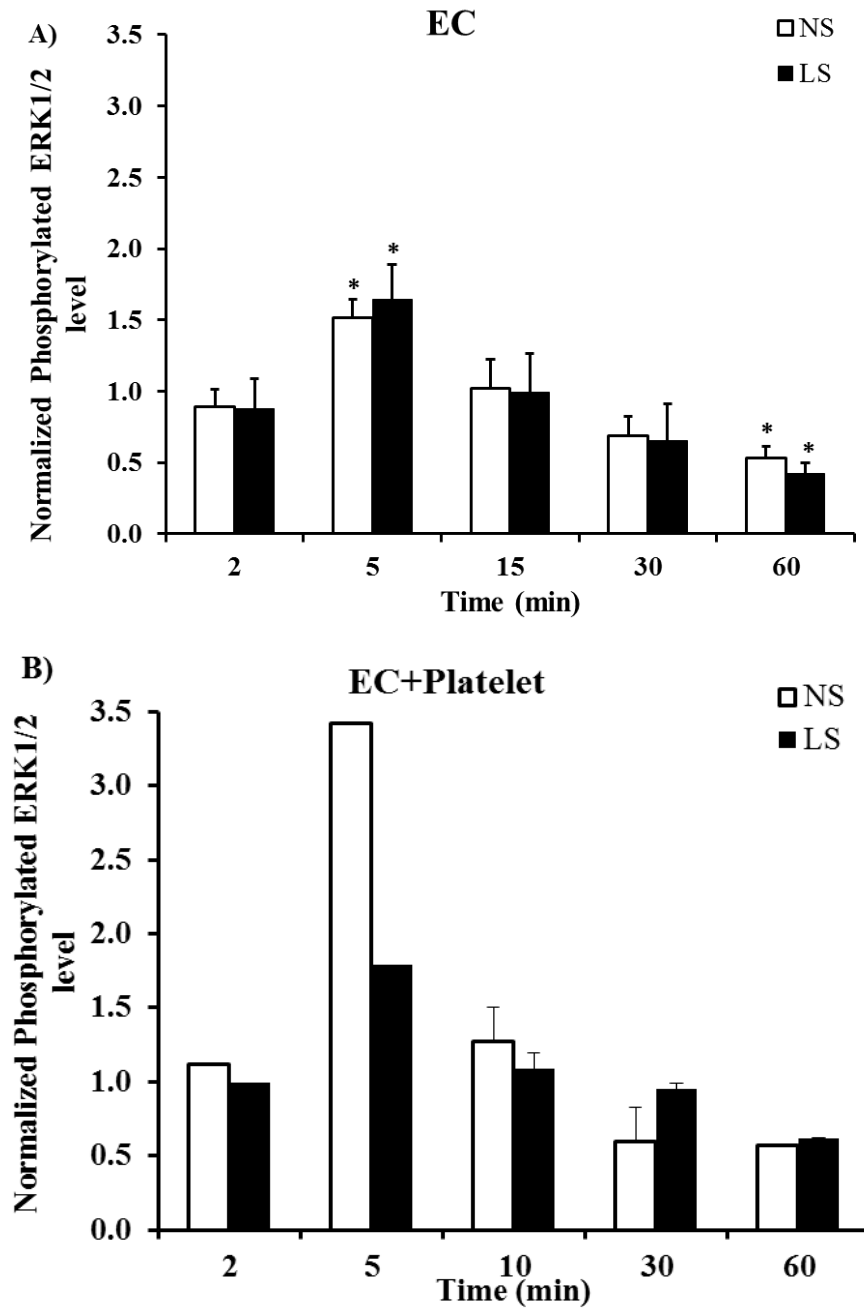 A)
EC
NS
LS
Normalized Phosphorylated ERK1/2
level
3.5
3.0
2.5
2.0
1.5
1.0
0.5
0.0
* *
* *
2 5 15 30 60
Time (min)
B)
EC+Platelet
NS
LS
Normalized Phosphorylated ERK1/2
level
3.5
3.0
2.5
2.0
1.5
1.0
0.5
0.0
2 5 10 30 60
Time (min)